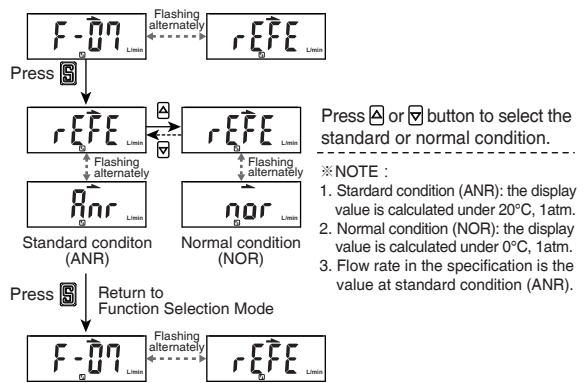 Flashing
alternately
F-07 L/min
rEFE L/min
Press S
rEFE L/min
rEFE L/min
Press △ or ▽ button to select the
standard or normal condition.
Flashing
alternately
Flashing
alternately
Anr L/min
nor L/min
Standard conditon
(ANR)
Normal condition
(NOR)
※NOTE :
1. Stardard condition (ANR): the display
value is calculated under 20°C, 1atm.
2. Normal condition (NOR): the display
value is calculated under 0°C, 1atm.
3. Flow rate in the specification is the
value at standard condition (ANR).
Press S
Return to
Function Selection Mode
Flashing
alternately
F-07 L/min
rEFE L/min